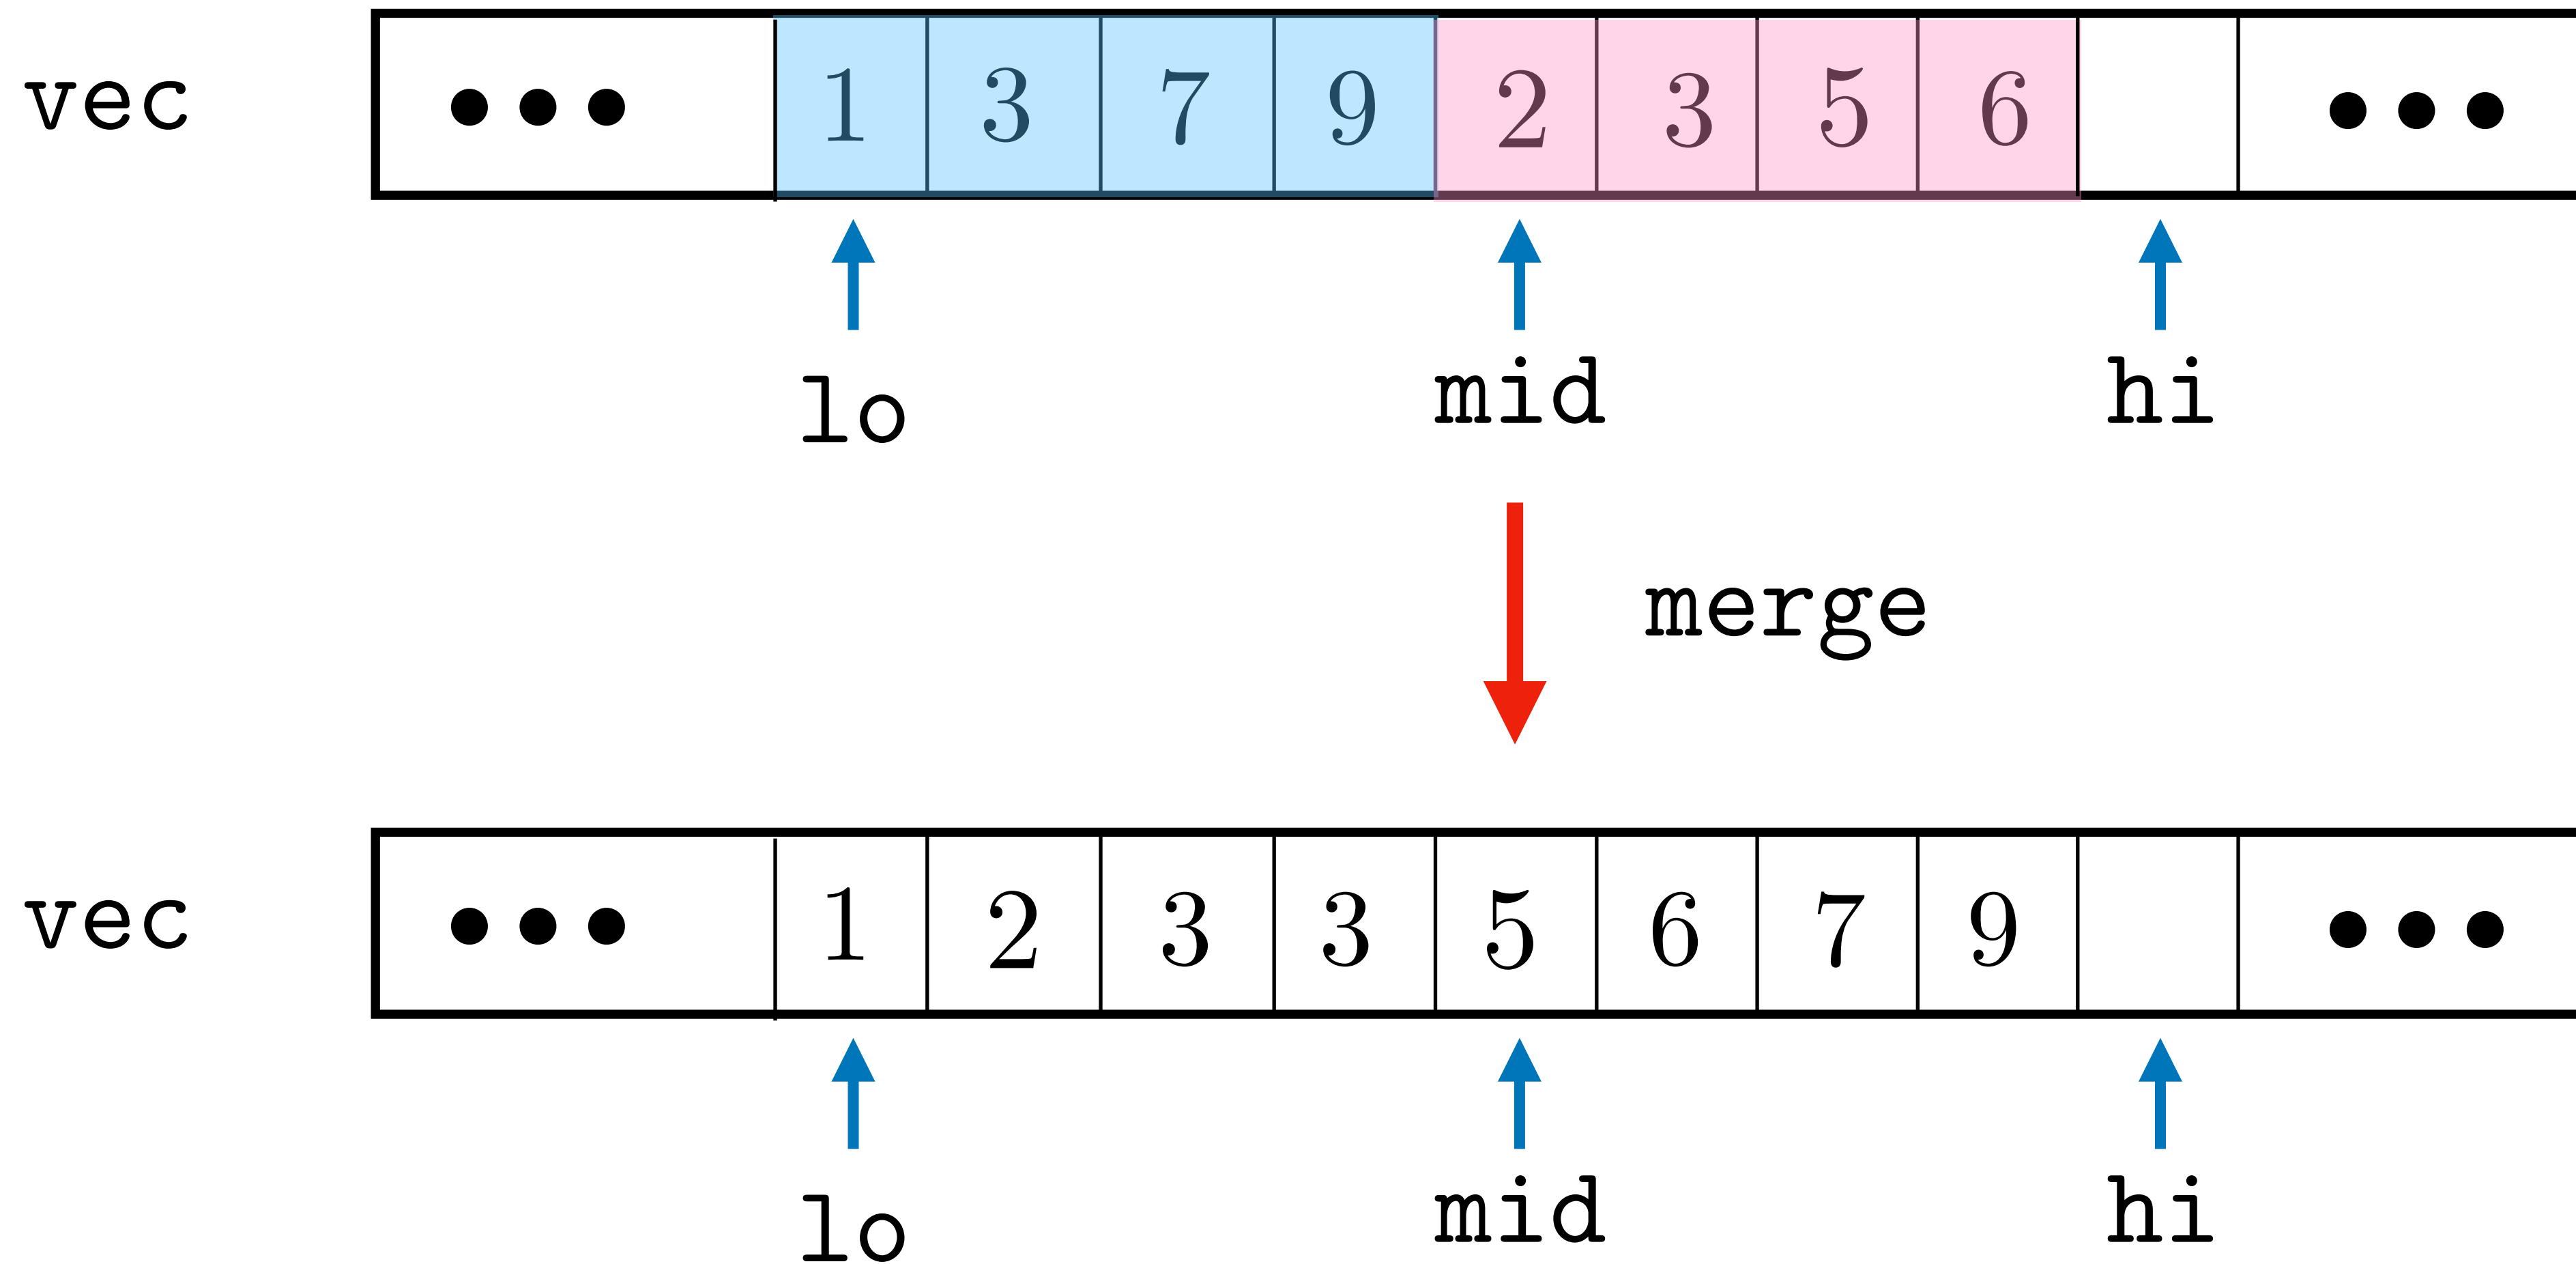 vec ••• 1 3 7 9 2 3 5 6 •••
lo mid hi
merge
vec ••• 1 2 3 3 5 6 7 9 •••
lo mid hi